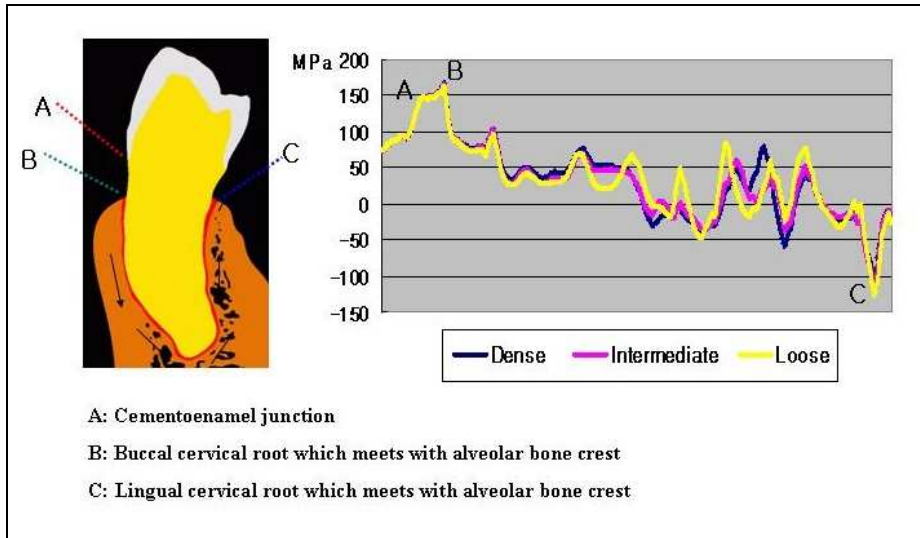 A
B
C
MPa 200
150
100
50
0
-50
-100
-150
A
B
C
Dense Intermediate Loose
A: Cementoenamel junction
B: Buccal cervical root which meets with alveolar bone crest
C: Lingual cervical root which meets with alveolar bone crest